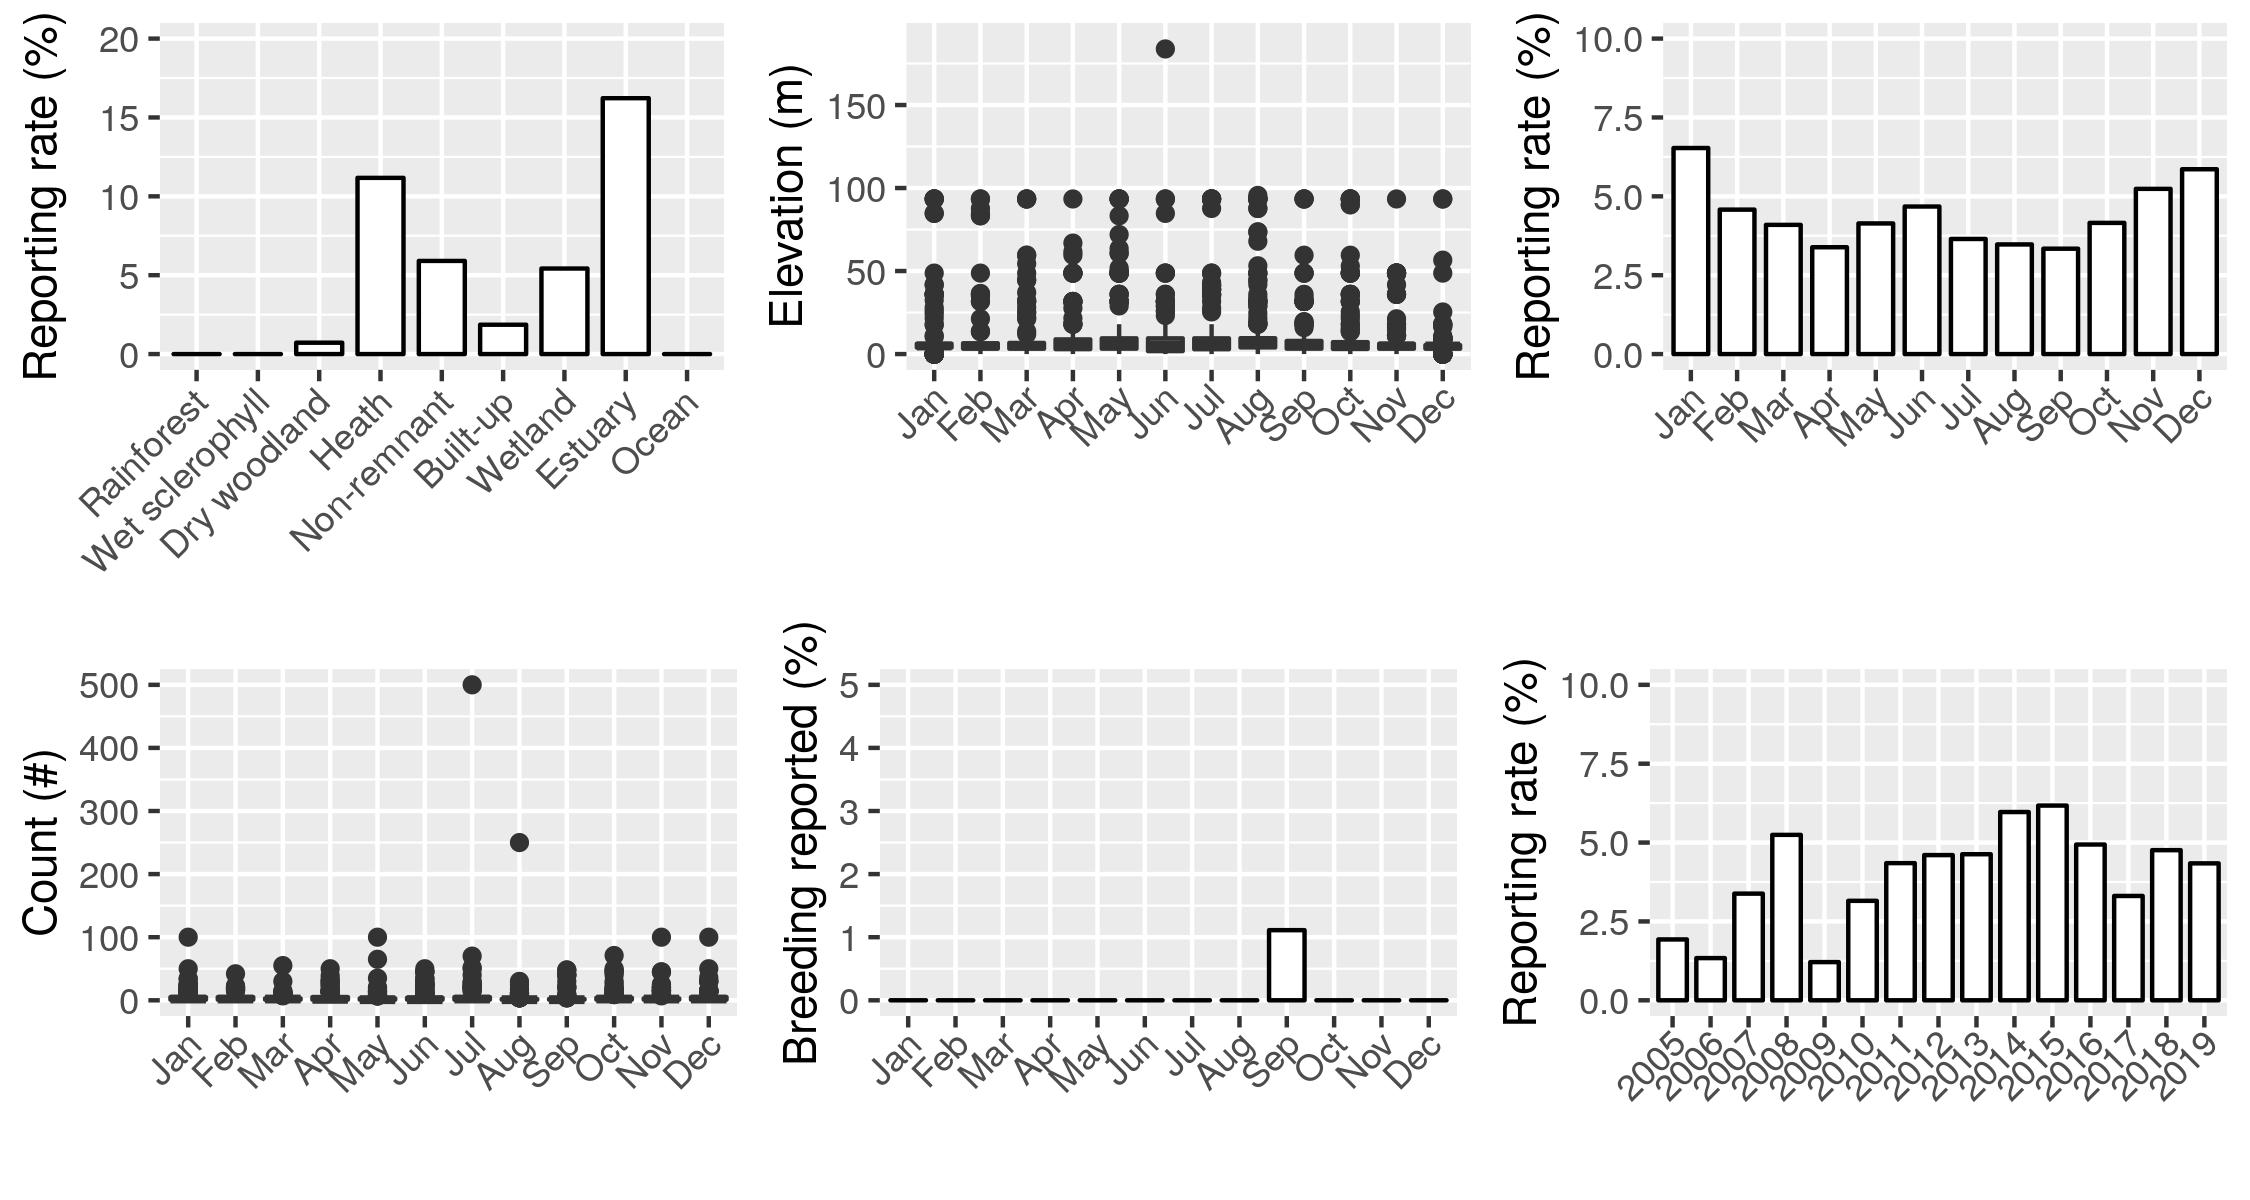 Reporting rate (%)
20
15
10
5
0
Rainforest
Wet sclerophyll
Dry woodland
Heath
Non-remnant
Built-up
Wetland
Estuary
Ocean
Elevation (m)
150
100
50
0
Jan
Feb
Mar
Apr
May
Jun
Jul
Aug
Sep
Oct
Nov
Dec
Reporting rate (%)
10.0
7.5
5.0
2.5
0.0
Jan
Feb
Mar
Apr
May
Jun
Jul
Aug
Sep
Oct
Nov
Dec
Count (#)
500
400
300
200
100
0
Jan
Feb
Mar
Apr
May
Jun
Jul
Aug
Sep
Oct
Nov
Dec
Breeding reported (%)
5
4
3
2
1
0
Jan
Feb
Mar
Apr
May
Jun
Jul
Aug
Sep
Oct
Nov
Dec
Reporting rate (%)
10.0
7.5
5.0
2.5
0.0
2005
2006
2007
2008
2009
2010
2011
2012
2013
2014
2015
2016
2017
2018
2019